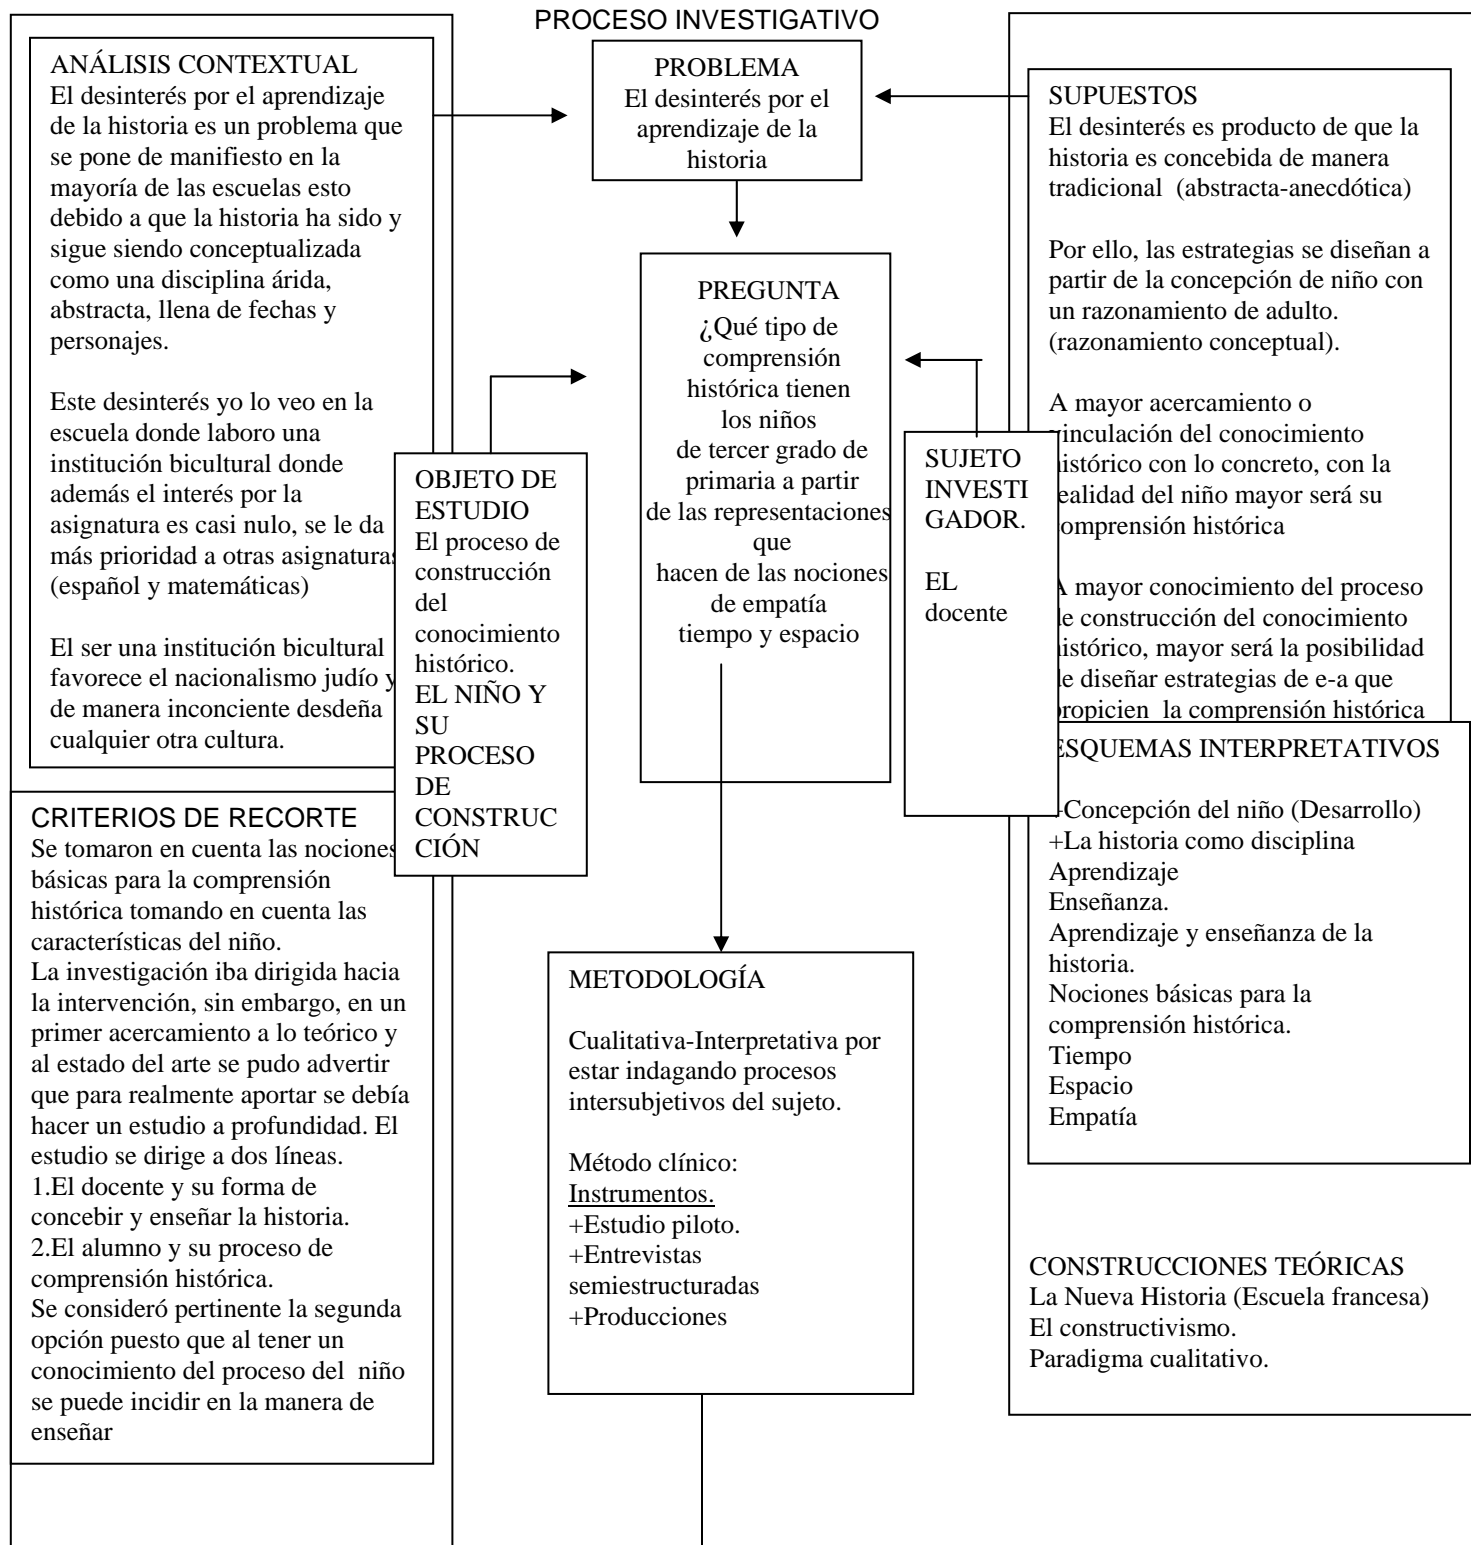 PROCESO INVESTIGATIVO
ANÁLISIS CONTEXTUAL
El desinterés por el aprendizaje
de la historia es un problema que
se pone de manifiesto en la
mayoría de las escuelas esto
debido a que la historia ha sido y
sigue siendo conceptualizada
como una disciplina árida,
abstracta, llena de fechas y
personajes.
Este desinterés yo lo veo en la
escuela donde laboro una
institución bicultural donde
además el interés por la
asignatura es casi nulo, se le da
más prioridad a otras asignaturas
(español y matemáticas)
El ser una institución bicultural
favorece el nacionalismo judío y
de manera inconciente desdeña
cualquier otra cultura.
CRITERIOS DE RECORTE
Se tomaron en cuenta las nociones
básicas para la comprensión
histórica tomando en cuenta las
características del niño.
La investigación iba dirigida hacia
la intervención, sin embargo, en un
primer acercamiento a lo teórico y
al estado del arte se pudo advertir
que para realmente aportar se debía
hacer un estudio a profundidad. El
estudio se dirige a dos líneas.
1.El docente y su forma de
concebir y enseñar la historia.
2.El alumno y su proceso de
comprensión histórica.
Se consideró pertinente la segunda
opción puesto que al tener un
conocimiento del proceso del niño
se puede incidir en la manera de
enseñar
OBJETO DE
ESTUDIO
El proceso de
construcción
del
conocimiento
histórico.
EL NIÑO Y
SU
PROCESO
DE
CONSTRUC
CIÓN
PROBLEMA
El desinterés por el
aprendizaje de la
historia
PREGUNTA
¿Qué tipo de
comprensión
histórica tienen
los niños
de tercer grado de
primaria a partir
de las representaciones
que
hacen de las nociones
de empatía
tiempo y espacio
METODOLOGÍA
Cualitativa-Interpretativa por
estar indagando procesos
intersubjetivos del sujeto.
Método clínico:
Instrumentos.
+Estudio piloto.
+Entrevistas
semiestructuradas
+Producciones
SUJETO
INVESTI
GADOR.
EL
docente
SUPUESTOS
El desinterés es producto de que la
historia es concebida de manera
tradicional (abstracta-anecdótica)
Por ello, las estrategias se diseñan a
partir de la concepción de niño con
un razonamiento de adulto.
(razonamiento conceptual).
A mayor acercamiento o
vinculación del conocimiento
histórico con lo concreto, con la
realidad del niño mayor será su
comprensión histórica
A mayor conocimiento del proceso
de construcción del conocimiento
histórico, mayor será la posibilidad
de diseñar estrategias de e-a que
propicien la comprensión histórica
ESQUEMAS INTERPRETATIVOS
+Concepción del niño (Desarrollo)
+La historia como disciplina
Aprendizaje
Enseñanza.
Aprendizaje y enseñanza de la
historia.
Nociones básicas para la
comprensión histórica.
Tiempo
Espacio
Empatía
CONSTRUCCIONES TEÓRICAS
La Nueva Historia (Escuela francesa)
El constructivismo.
Paradigma cualitativo.